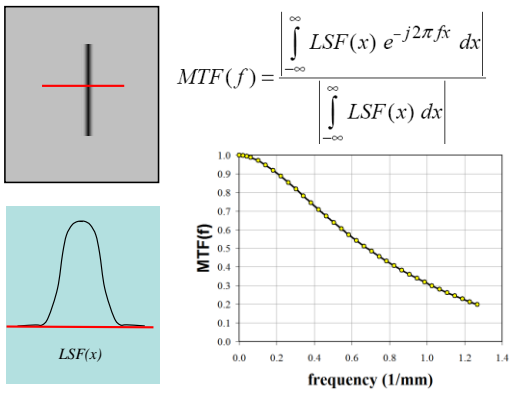 MTF(f) = |∫_{-∞}^{∞} LSF(x) e^{-j2πfx} dx| / |∫_{-∞}^{∞} LSF(x) dx|
LSF(x)
MTF(f)
1.0
0.9
0.8
0.7
0.6
0.5
0.4
0.3
0.2
0.1
0.0
0.0 0.2 0.4 0.6 0.8 1.0 1.2 1.4
frequency (1/mm)